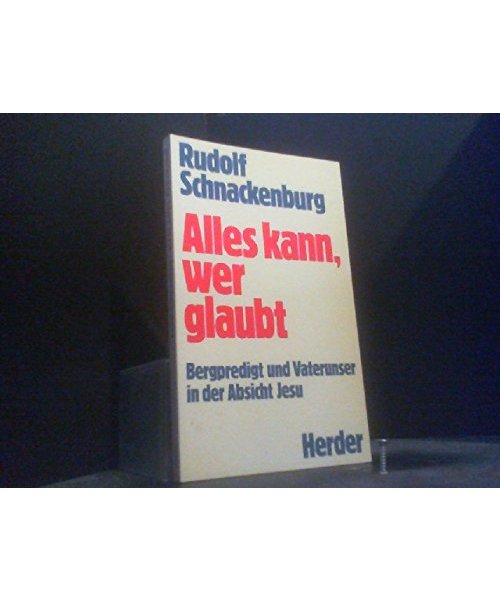 Rudolf
Schnackenburg
Alles kann,
wer
glaubt
Bergpredigt und Vaterunser
in der Absicht Jesu
Herder